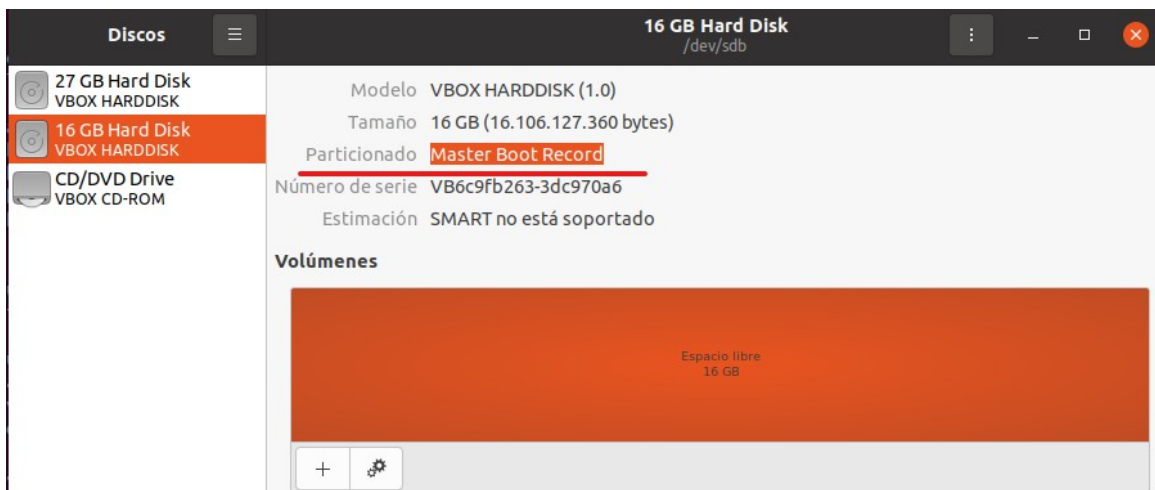 Discos
16 GB Hard Disk
/dev/sdb
27 GB Hard Disk
VBOX HARDDISK
16 GB Hard Disk
VBOX HARDDISK
CD/DVD Drive
VBOX CD-ROM
Modelo VBOX HARDDISK (1.0)
Tamaño 16 GB (16.106.127.360 bytes)
Particionado Master Boot Record
Número de serie VB6c9fb263-3dc970a6
Estimación SMART no está soportado
Volúmenes
Espacio libre
16 GB